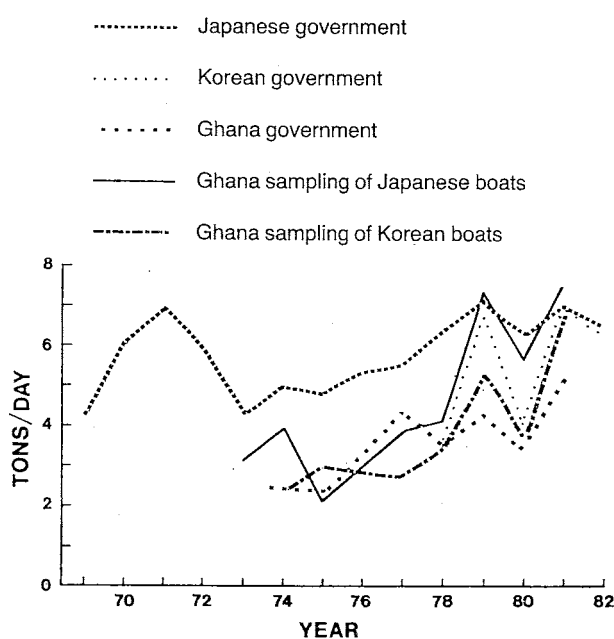 Japanese government
Korean government
Ghana government
Ghana sampling of Japanese boats
Ghana sampling of Korean boats
8
6
4
2
0
TONS/DAY
70 72 74 76 78 80 82
YEAR